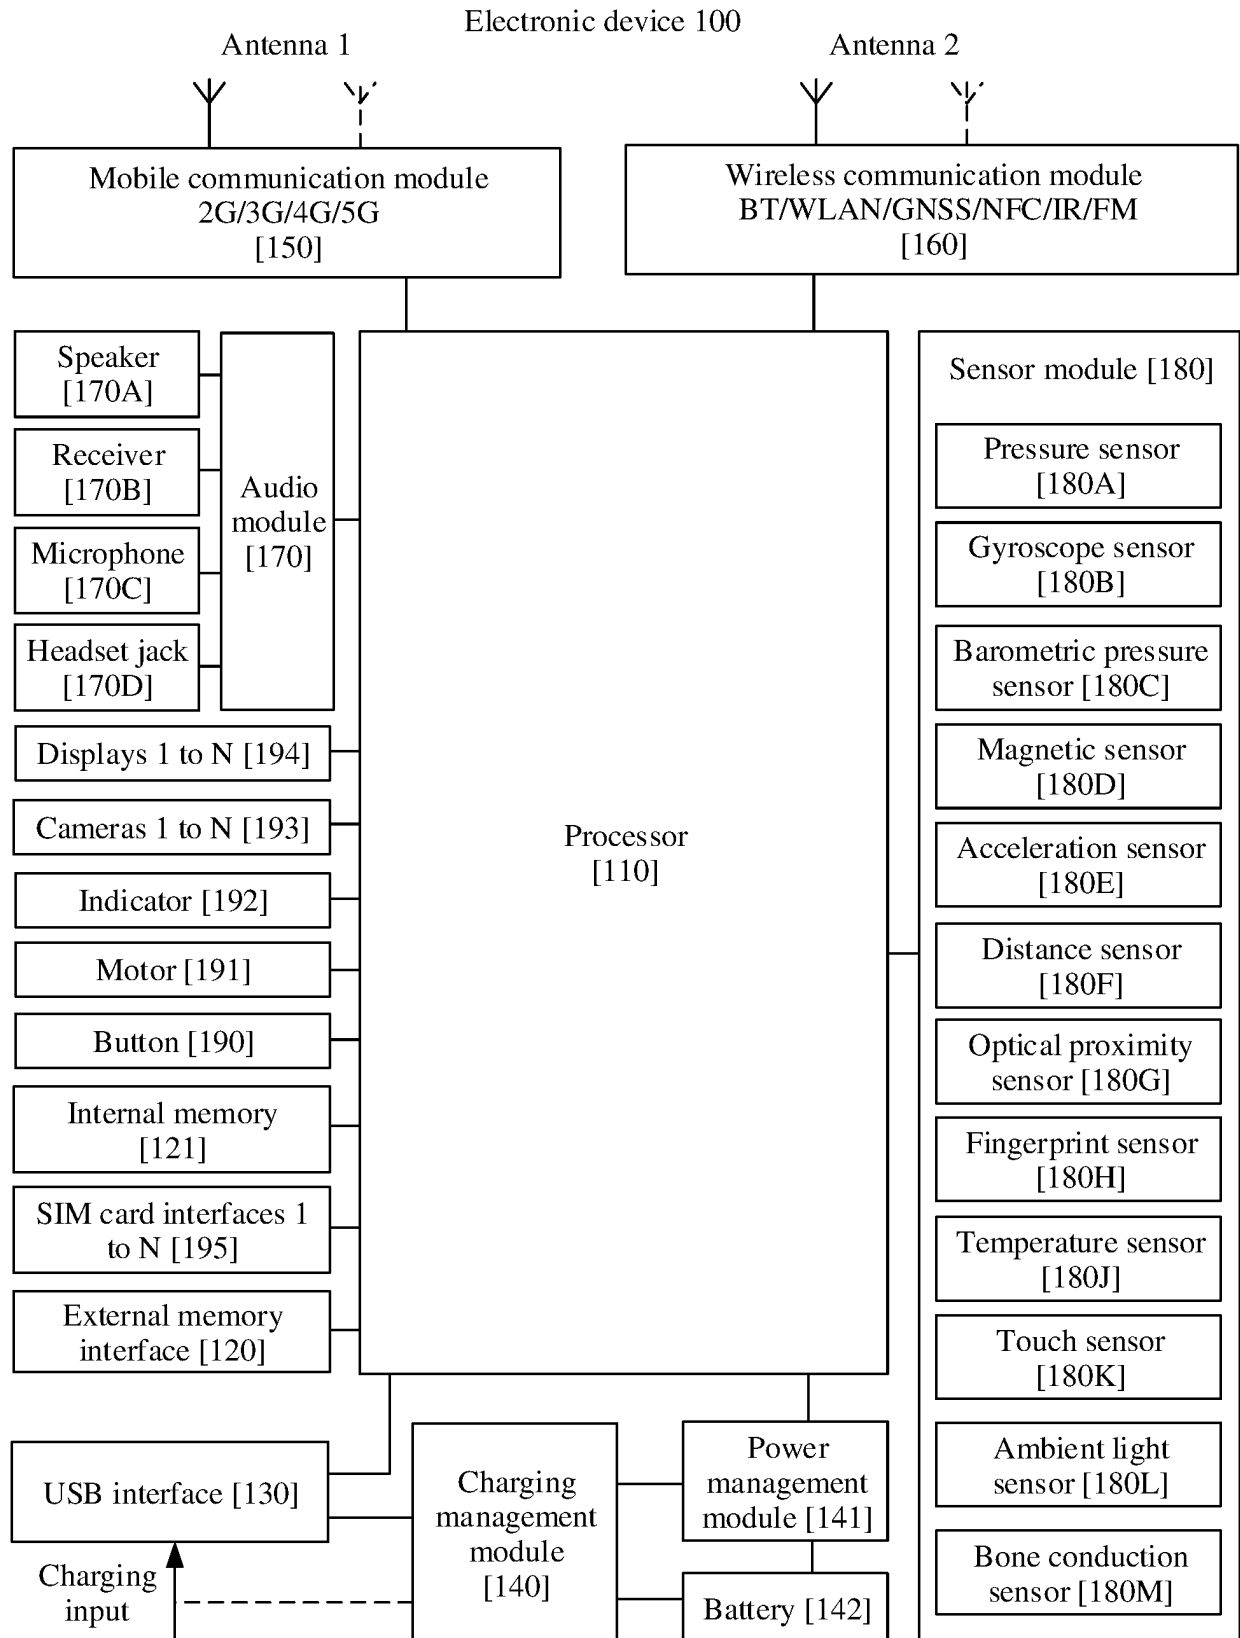 Electronic device 100
Antenna 1
Antenna 2
Mobile communication module
2G/3G/4G/5G
[150]
Wireless communication module
BT/WLAN/GNSS/NFC/IR/FM
[160]
Speaker
[170A]
Receiver
[170B]
Microphone
[170C]
Headset jack
[170D]
Audio
module
[170]
Displays 1 to N [194]
Cameras 1 to N [193]
Indicator [192]
Motor [191]
Button [190]
Internal memory
[121]
SIM card interfaces 1
to N [195]
External memory
interface [120]
Processor
[110]
Sensor module [180]
Pressure sensor
[180A]
Gyroscope sensor
[180B]
Barometric pressure
sensor [180C]
Magnetic sensor
[180D]
Acceleration sensor
[180E]
Distance sensor
[180F]
Optical proximity
sensor [180G]
Fingerprint sensor
[180H]
Temperature sensor
[180J]
Touch sensor
[180K]
Ambient light
sensor [180L]
Bone conduction
sensor [180M]
USB interface [130]
Charging
input
Charging
management
module
[140]
Power
management
module [141]
Battery [142]